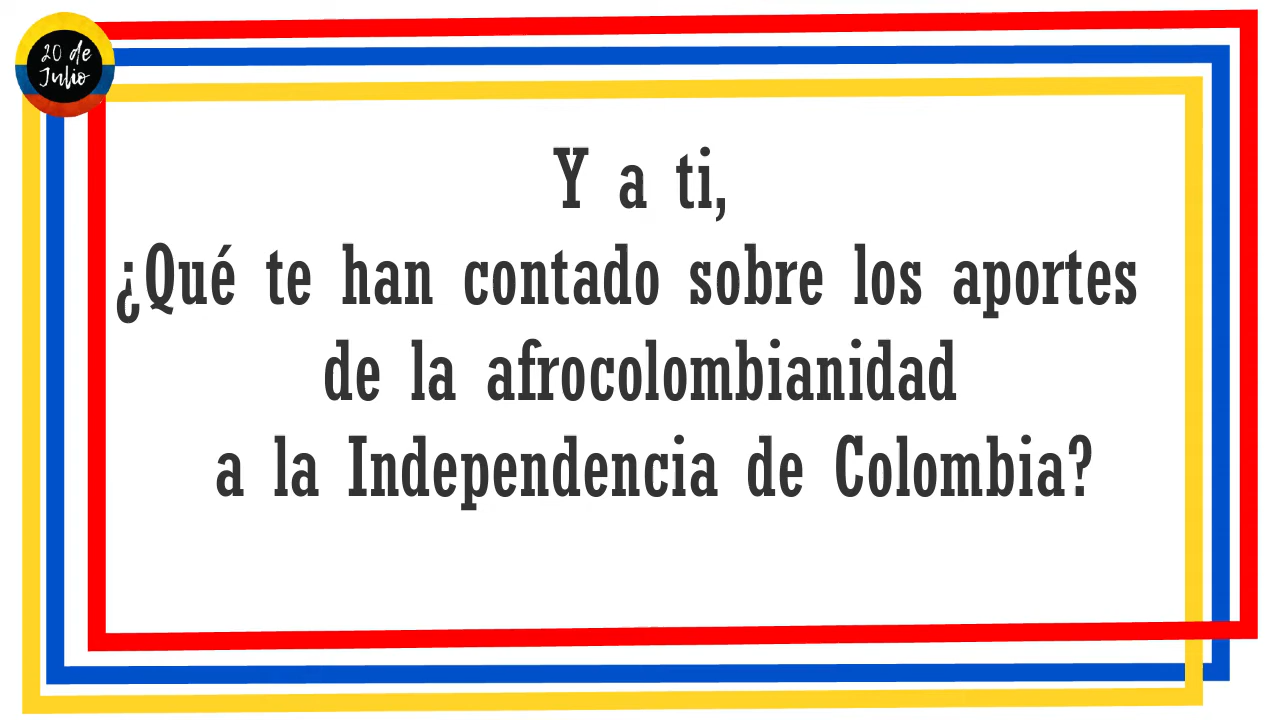 20 de
Julio
Y a ti,
¿Qué te han contado sobre los aportes
de la afrocolombianidad
a la Independencia de Colombia?